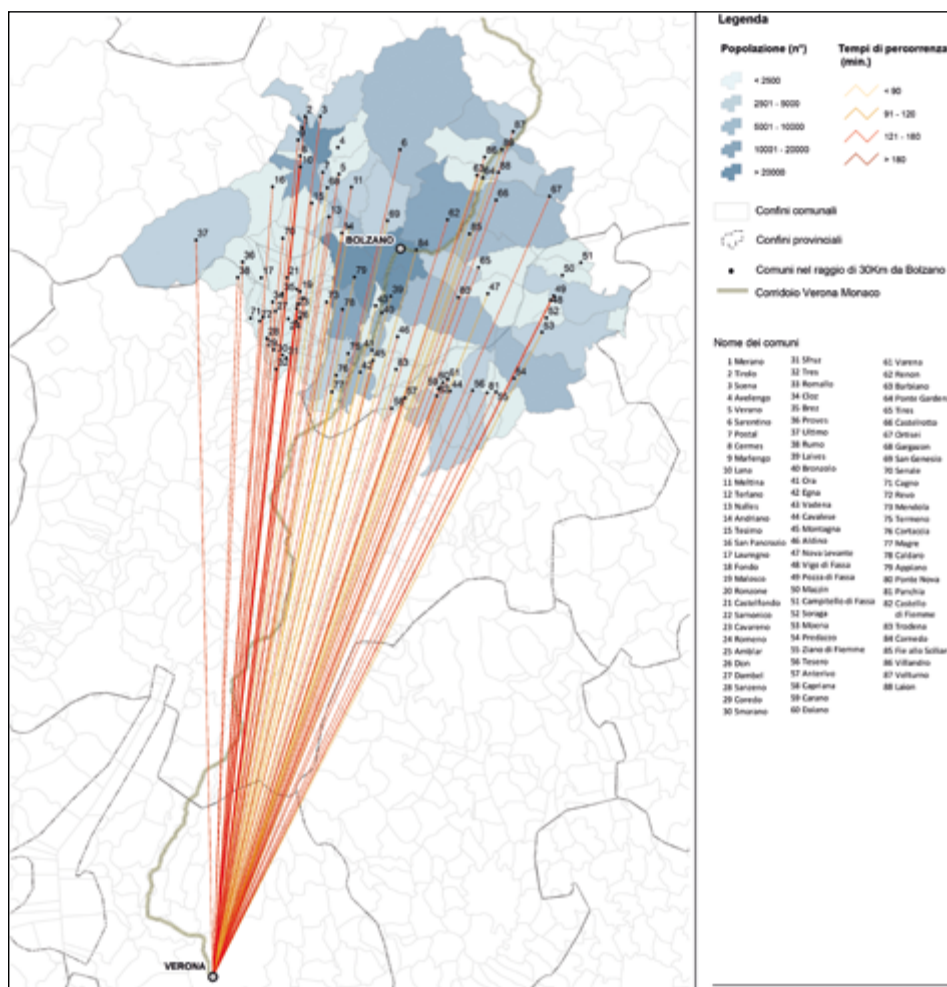 Legenda
Popolazione (n°)
< 2500
2501 - 5000
5001 - 10000
10001 - 20000
> 20000
Tempi di percorrenza
(min.)
< 90
91 - 120
121 - 180
> 180
Confini comunali
Confini provinciali
Comuni nel raggio di 30Km da Bolzano
Corridoio Verona Monaco
BOLZANO
VERONA
Nome dei comuni
1 Merano
2 Tirolo
3 Scena
4 Avelengo
5 Verano
6 Sarentino
7 Postal
8 Cermes
9 Marlengo
10 Lana
11 Meltina
12 Terlano
13 Nalles
14 Andriano
15 Tesimo
16 San Pancrazio
17 Lauregno
18 Fondo
19 Malosco
20 Ronzone
21 Castelfondo
22 Sarnonico
23 Cavareno
24 Romeno
25 Amblar
26 Don
27 Dambel
28 Sanzeno
29 Coredo
30 Smarano
31 Sfruz
32 Tres
33 Romallo
34 Cloz
35 Brez
36 Proves
37 Ultimo
38 Rumo
39 Laives
40 Bronzolo
41 Ora
42 Egna
43 Vadena
44 Cavalese
45 Montagna
46 Aldino
47 Nova Levante
48 Vigo di Fassa
49 Pozza di Fassa
50 Mazzin
51 Campitello di Fassa
52 Soraga
53 Moena
54 Predazzo
55 Ziano di Fiemme
56 Tesero
57 Anterivo
58 Capriana
59 Carano
60 Daiano
61 Varena
62 Renon
63 Barbiano
64 Ponte Garden
65 Tires
66 Castelrotto
67 Ortisei
68 Gargazon
69 San Genesio
70 Senale
71 Cagno
72 Revo
73 Mendola
75 Termeno
76 Cortaccia
77 Magre
78 Caldaro
79 Appiano
80 Ponte Nova
81 Panchia
82 Castello
di Fiemme
83 Trodena
84 Cornedo
85 Fie allo Sciliar
86 Villandro
87 Velturno
88 Laion